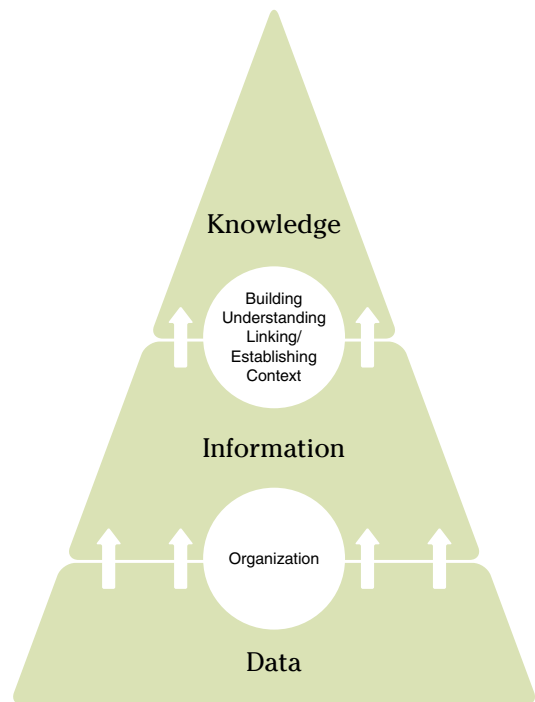 Knowledge
Building
Understanding
Linking/
Establishing
Context
Information
Organization
Data